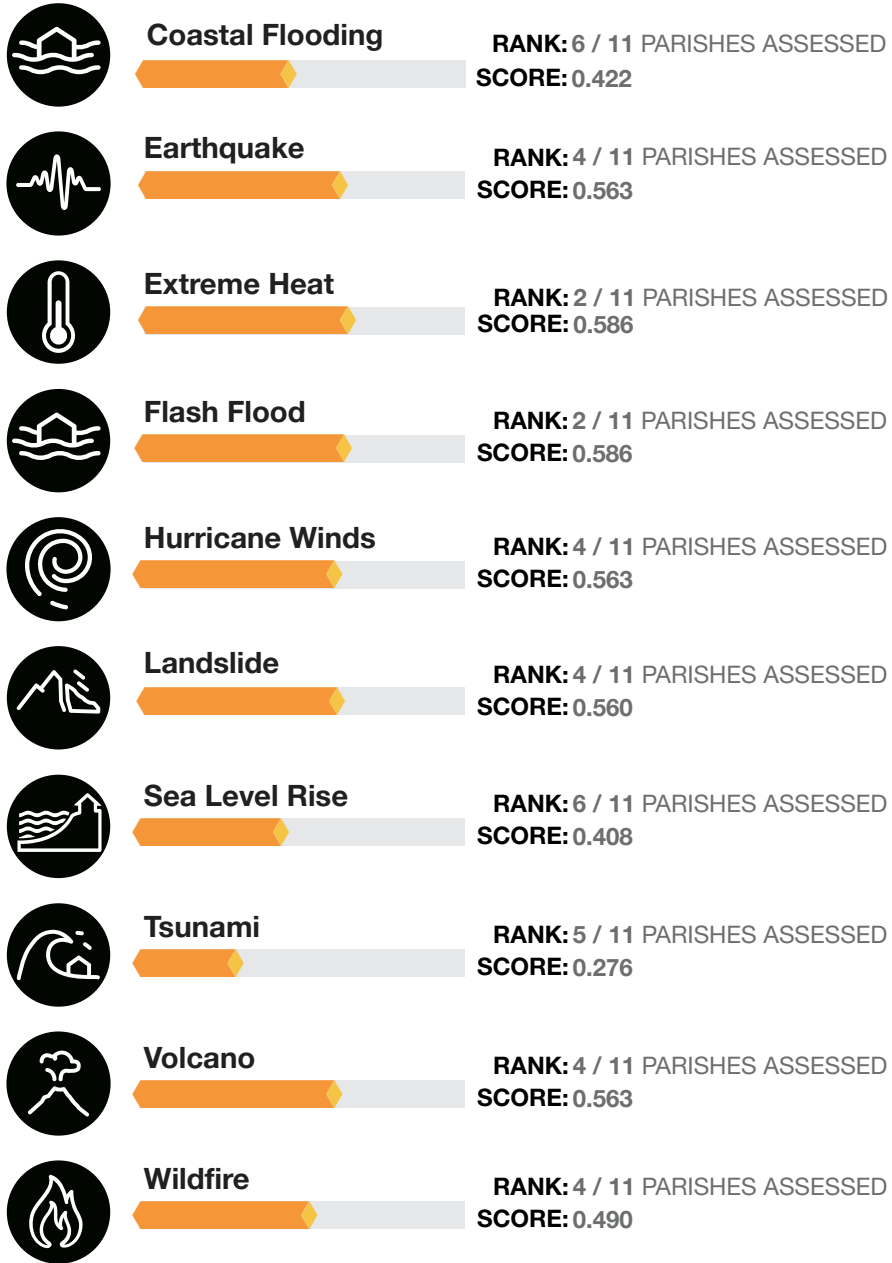 Coastal Flooding
RANK: 6 / 11 PARISHES ASSESSED
SCORE: 0.422
Earthquake
RANK: 4 / 11 PARISHES ASSESSED
SCORE: 0.563
Extreme Heat
RANK: 2 / 11 PARISHES ASSESSED
SCORE: 0.586
Flash Flood
RANK: 2 / 11 PARISHES ASSESSED
SCORE: 0.586
Hurricane Winds
RANK: 4 / 11 PARISHES ASSESSED
SCORE: 0.563
Landslide
RANK: 4 / 11 PARISHES ASSESSED
SCORE: 0.560
Sea Level Rise
RANK: 6 / 11 PARISHES ASSESSED
SCORE: 0.408
Tsunami
RANK: 5 / 11 PARISHES ASSESSED
SCORE: 0.276
Volcano
RANK: 4 / 11 PARISHES ASSESSED
SCORE: 0.563
Wildfire
RANK: 4 / 11 PARISHES ASSESSED
SCORE: 0.490